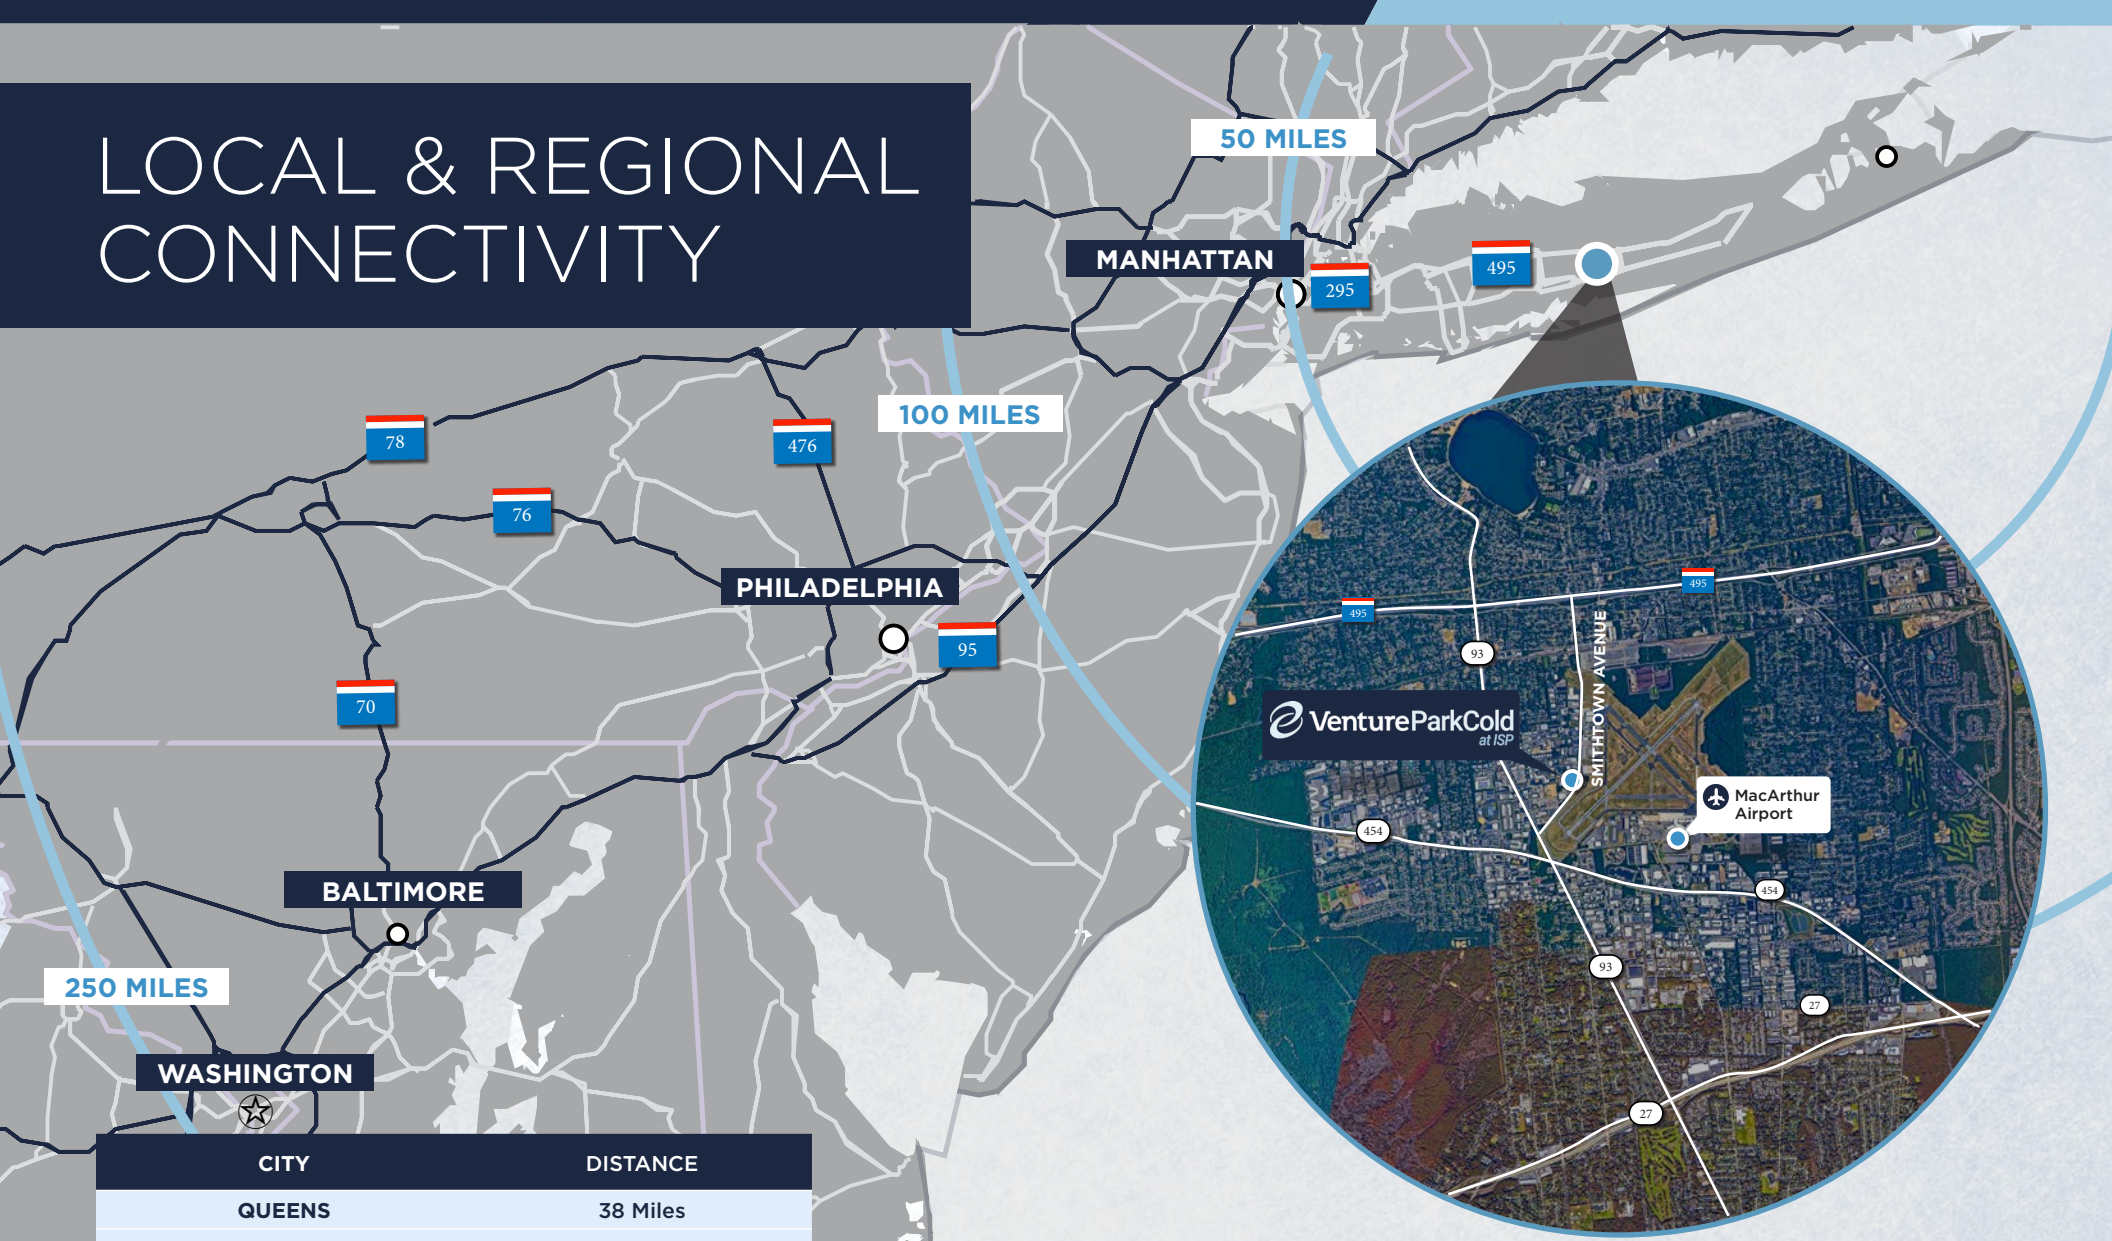 LOCAL & REGIONAL
CONNECTIVITY
50 MILES
MANHATTAN
295
495
100 MILES
78
476
76
PHILADELPHIA
95
70
BALTIMORE
250 MILES
WASHINGTON
495
495
93
SMITHTOWN AVENUE
VentureParkCold
at ISP
MacArthur
Airport
454
454
93
27
27
CITY DISTANCE
QUEENS 38 Miles